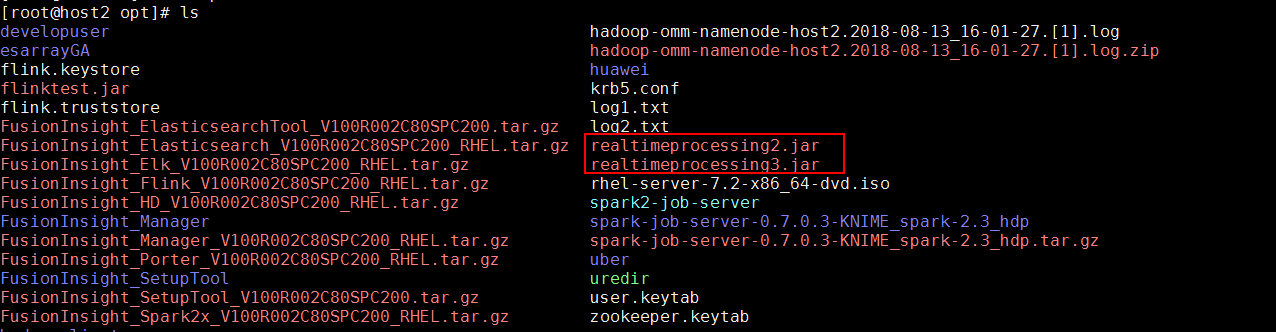 [root@host2 opt]# ls
developuser hadoop-omm-namenode-host2.2018-08-13_16-01-27.[1].log
esarrayGA hadoop-omm-namenode-host2.2018-08-13_16-01-27.[1].log.zip
flink.keystore huawei
flinktest.jar krb5.conf
flink.truststore log1.txt
FusionInsight_ElasticsearchTool_V100R002C80SPC200.tar.gz log2.txt
FusionInsight_Elasticsearch_V100R002C80SPC200_RHEL.tar.gz realtimeprocessing2.jar
FusionInsight_Elk_V100R002C80SPC200_RHEL.tar.gz realtimeprocessing3.jar
FusionInsight_Flink_V100R002C80SPC200_RHEL.tar.gz rhel-server-7.2-x86_64-dvd.iso
FusionInsight_HD_V100R002C80SPC200_RHEL.tar.gz spark2-job-server
FusionInsight_Manager spark-job-server-0.7.0.3-KNIME_spark-2.3_hdp
FusionInsight_Manager_V100R002C80SPC200_RHEL.tar.gz spark-job-server-0.7.0.3-KNIME_spark-2.3_hdp.tar.gz
FusionInsight_Porter_V100R002C80SPC200_RHEL.tar.gz uber
FusionInsight_SetupTool uredir
FusionInsight_SetupTool_V100R002C80SPC200.tar.gz user.keytab
FusionInsight_Spark2x_V100R002C80SPC200_RHEL.tar.gz zookeeper.keytab